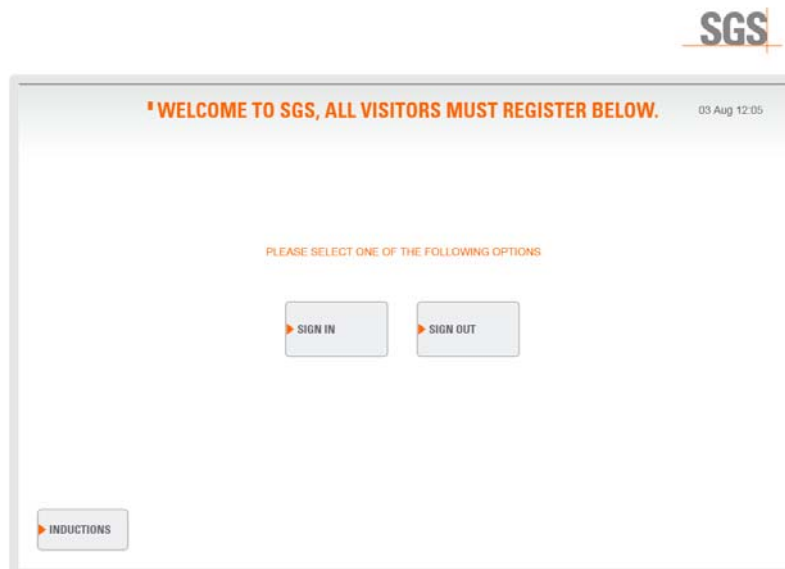 SGS
WELCOME TO SGS, ALL VISITORS MUST REGISTER BELOW.
03 Aug 12:05
PLEASE SELECT ONE OF THE FOLLOWING OPTIONS
SIGN IN
SIGN OUT
INDUCTIONS